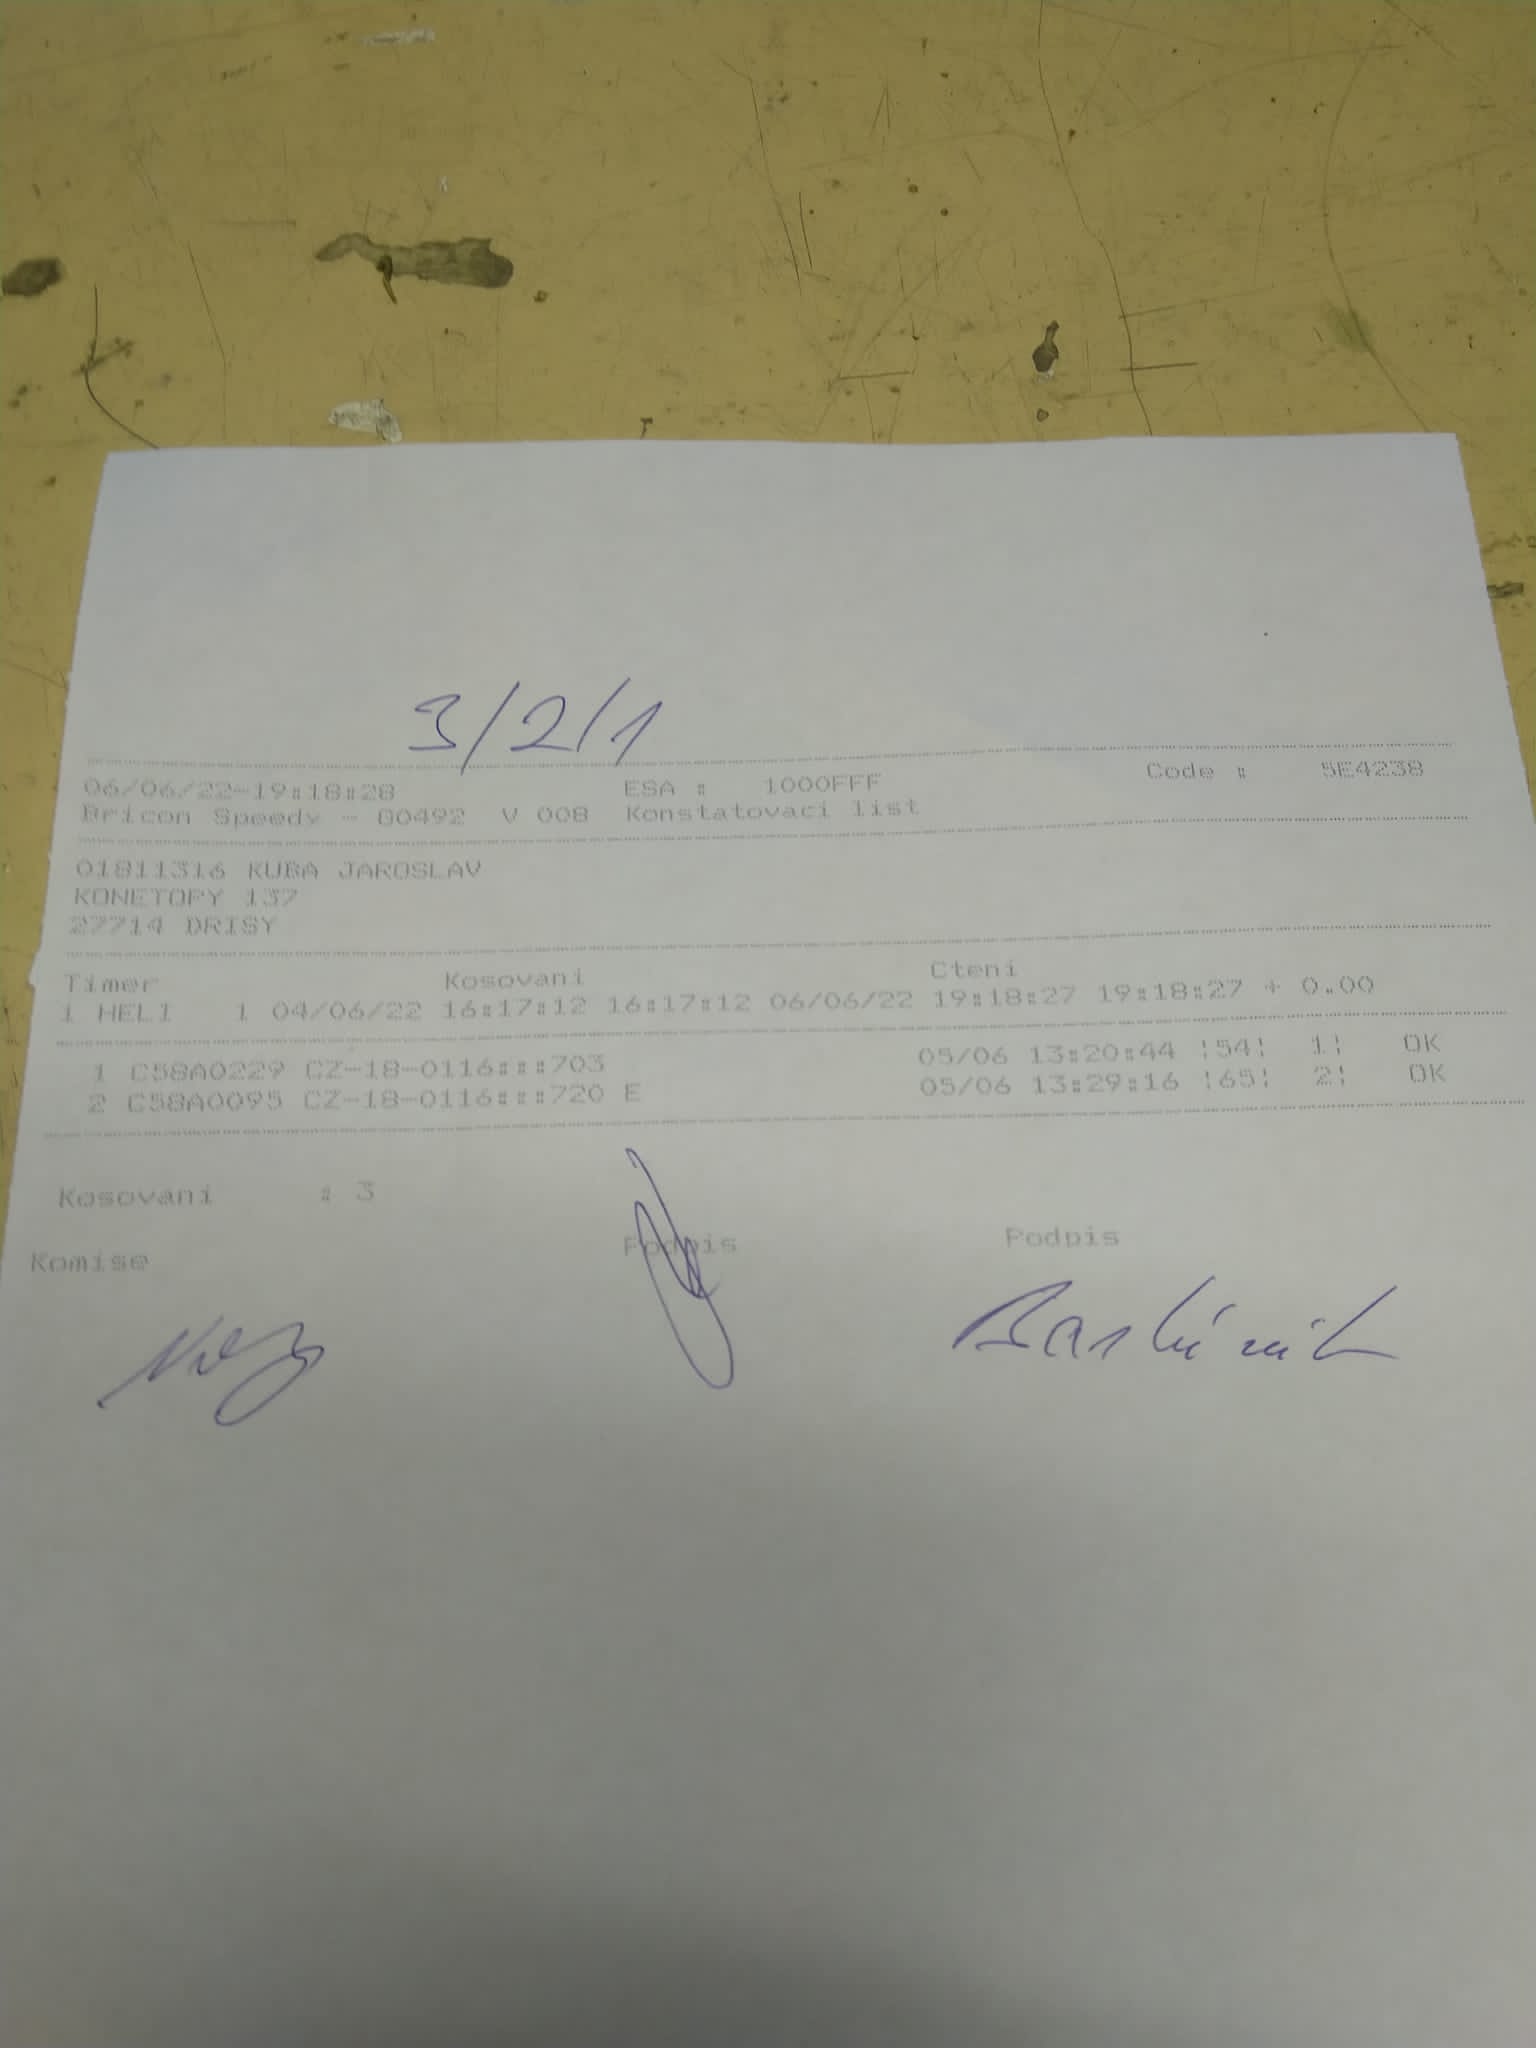 3/2/1
06/06/22-19:18:28 ESA : 1000FFF Code : 5E4238
Bricon Speedy - G0492 V 008 Konstatovaci list
01811316 KUBA JAROSLAV
KONETOPY 137
27714 DRISY
Timer Kosovani Cteni
1 HEL1 1 04/06/22 16:17:12 16:17:12 06/06/22 19:18:27 19:18:27 + 0.00
1 C58A0229 CZ-18-0116:::703 05/06 13:20:44 !54! 1! OK
2 C58A0095 CZ-18-0116:::720 E 05/06 13:29:16 !65! 2! OK
Kosovani : 3
Komise Podpis Podpis